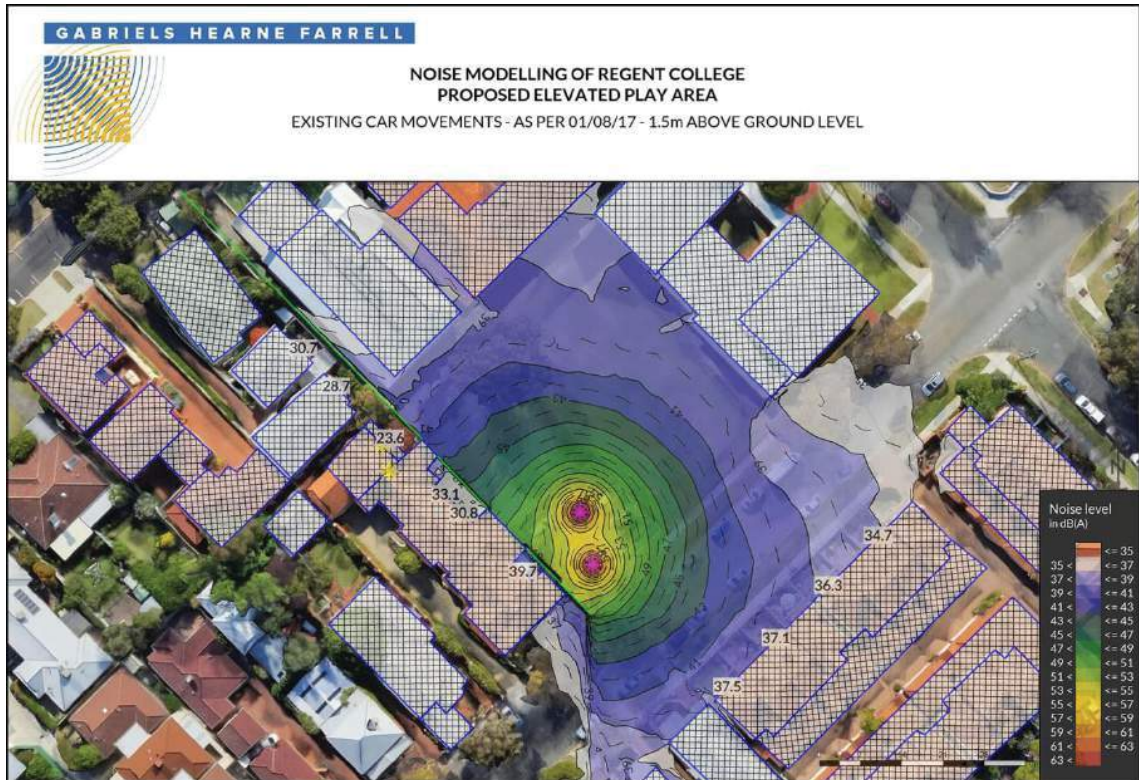 GABRIELS HEARNE FARRELL
NOISE MODELLING OF REGENT COLLEGE
PROPOSED ELEVATED PLAY AREA
EXISTING CAR MOVEMENTS - AS PER 01/08/17 - 1.5m ABOVE GROUND LEVEL
30.7
28.7
23.6
33.1
30.8
39.7
34.7
36.3
37.1
37.5
Noise level
in dB(A)
<= 35
35 < <= 37
37 < <= 39
39 < <= 41
41 < <= 43
43 < <= 45
45 < <= 47
47 < <= 49
49 < <= 51
51 < <= 53
53 < <= 55
55 < <= 57
57 < <= 59
59 < <= 61
61 < <= 63
63 <